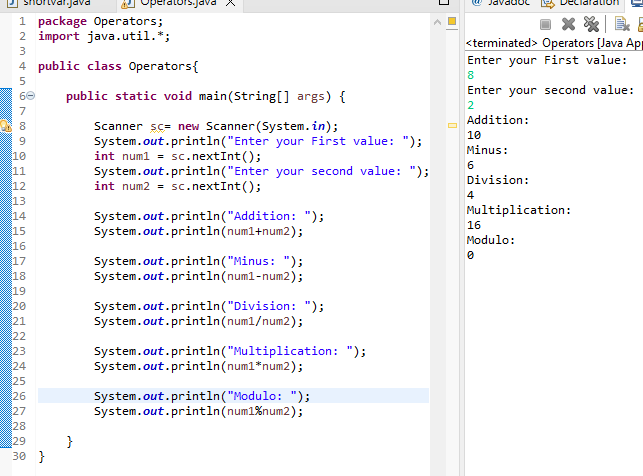 shortvar.java Operators.java
1 package Operators;
2 import java.util.*;
3
4 public class Operators{
5
6 public static void main(String[] args) {
7
8 Scanner sc= new Scanner(System.in);
9 System.out.println("Enter your First value: ");
10 int num1 = sc.nextInt();
11 System.out.println("Enter your second value: ");
12 int num2 = sc.nextInt();
13
14 System.out.println("Addition: ");
15 System.out.println(num1+num2);
16
17 System.out.println("Minus: ");
18 System.out.println(num1-num2);
19
20 System.out.println("Division: ");
21 System.out.println(num1/num2);
22
23 System.out.println("Multiplication: ");
24 System.out.println(num1*num2);
25
26 System.out.println("Modulo: ");
27 System.out.println(num1%num2);
28
29 }
30 }
@ Javadoc Declaration
<terminated> Operators [Java App
Enter your First value:
8
Enter your second value:
2
Addition:
10
Minus:
6
Division:
4
Multiplication:
16
Modulo:
0